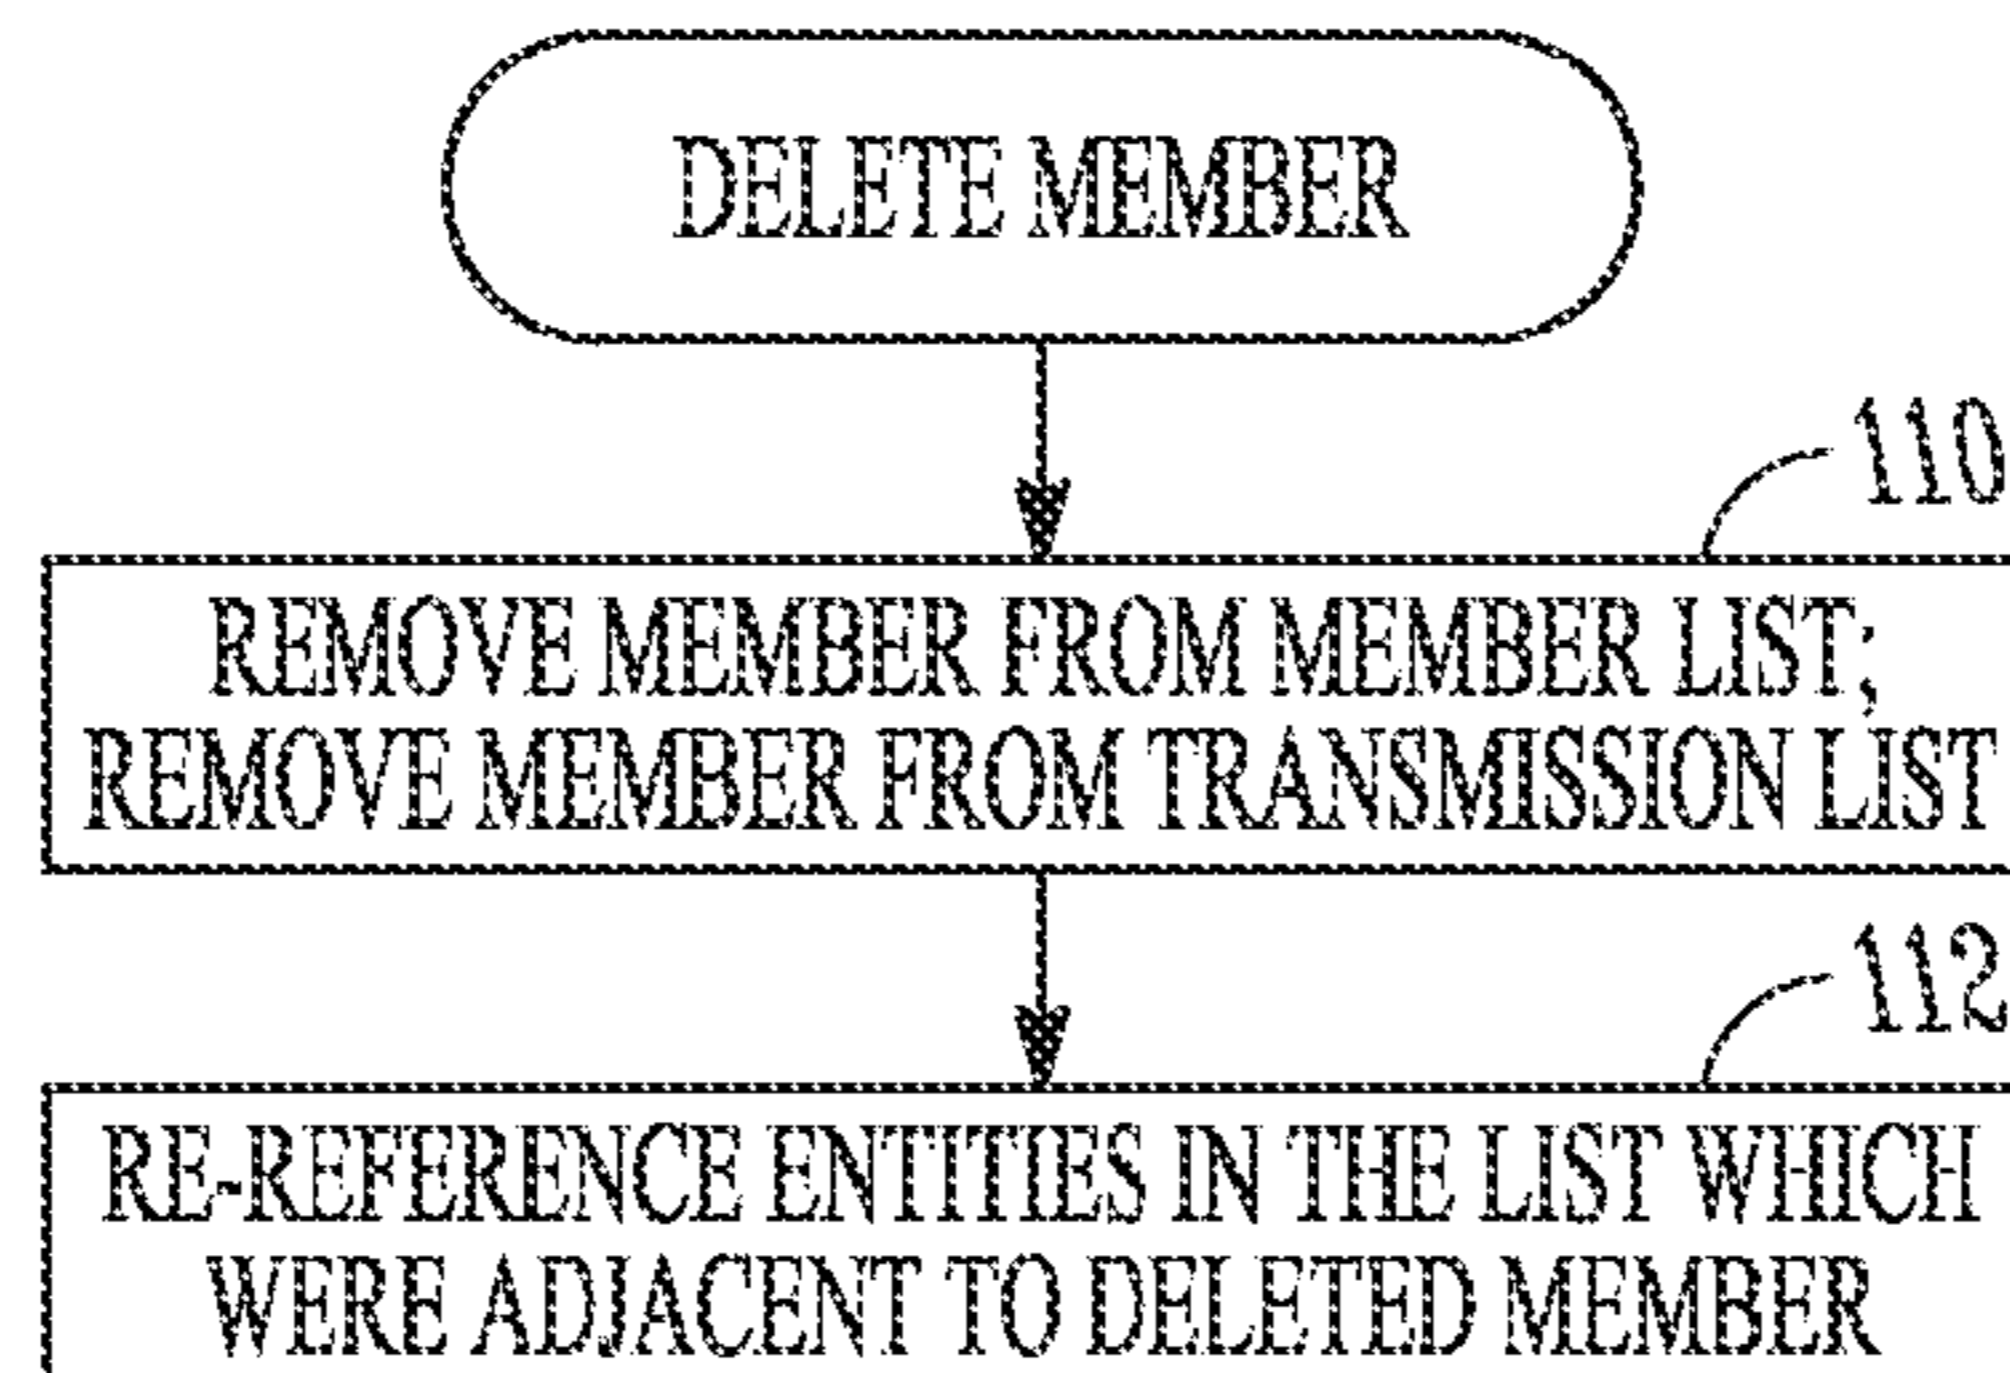 DELETE MEMBER
110
REMOVE MEMBER FROM MEMBER LIST;
REMOVE MEMBER FROM TRANSMISSION LIST
112
RE-REFERENCE ENTITIES IN THE LIST WHICH
WERE ADJACENT TO DELETED MEMBER